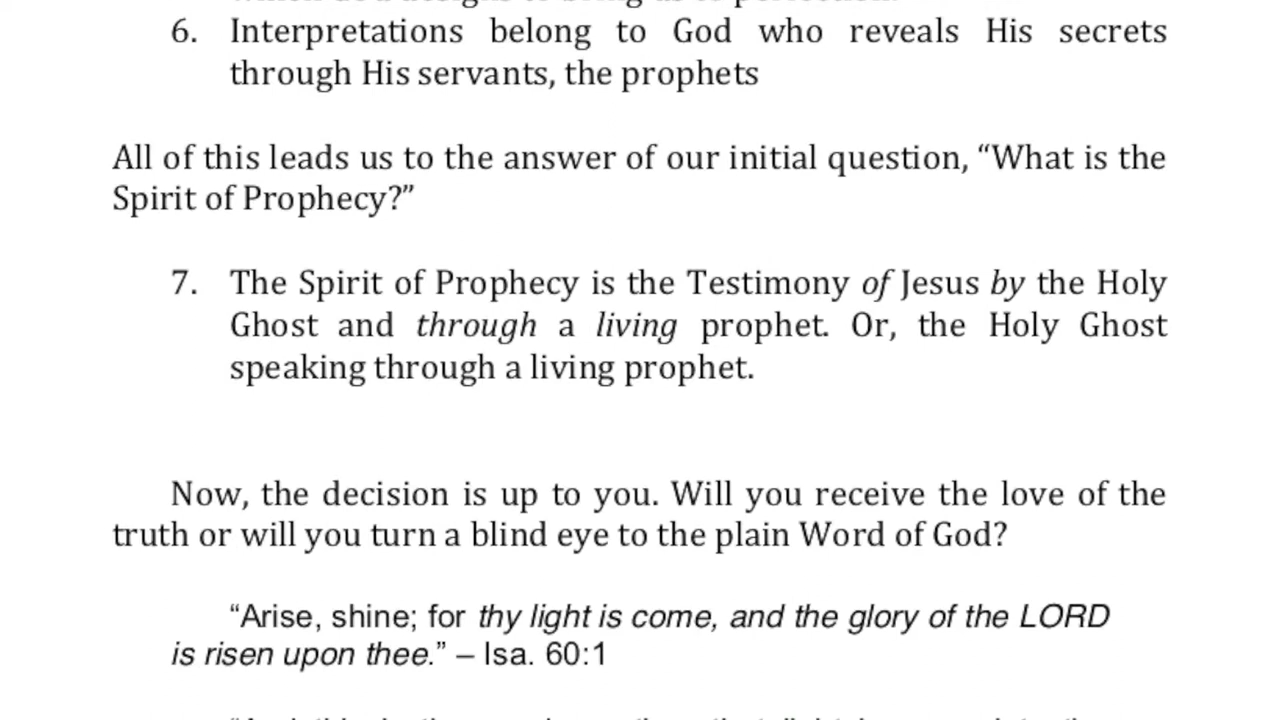 6. Interpretations belong to God who reveals His secrets
through His servants, the prophets
All of this leads us to the answer of our initial question, “What is the
Spirit of Prophecy?”
7. The Spirit of Prophecy is the Testimony of Jesus by the Holy
Ghost and through a living prophet. Or, the Holy Ghost
speaking through a living prophet.
Now, the decision is up to you. Will you receive the love of the
truth or will you turn a blind eye to the plain Word of God?
“Arise, shine; for thy light is come, and the glory of the LORD
is risen upon thee.” – Isa. 60:1